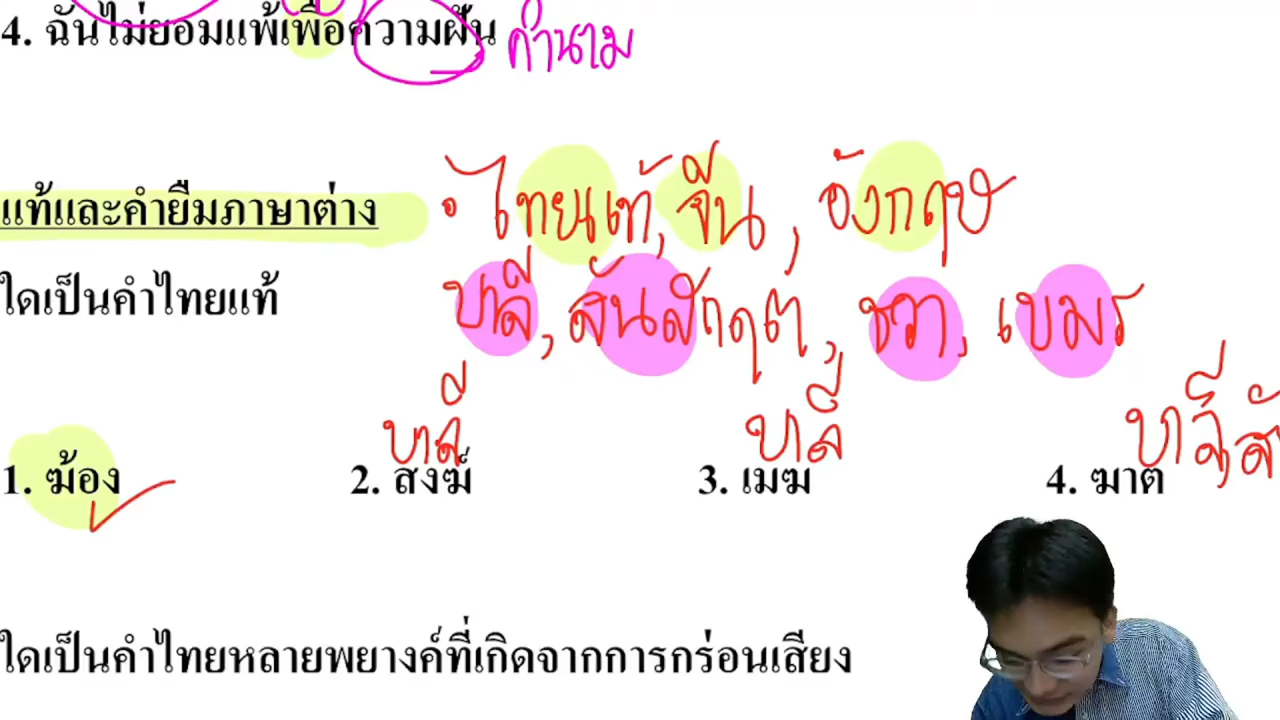 4. ฉันไม่ยอมแพ้เพื่อความฝัน คำนาม
แท้และคำยืมภาษาต่าง • ไทยแท้, จีน, อังกฤษ
ใดเป็นคำไทยแท้ บาลี, สันสกฤต, ชวา, เขมร
บาลี บาลี บาลี, สั
1. ฆ้อง 2. สงฆ์ 3. เมฆ 4. ฆาต
ใดเป็นคำไทยหลายพยางค์ที่เกิดจากการกร่อนเสียง